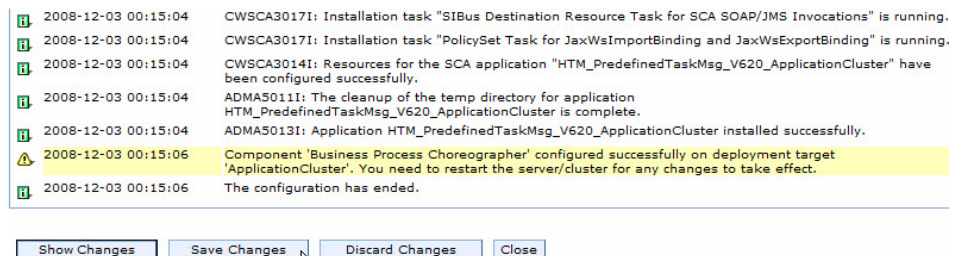 2008-12-03 00:15:04 CWSCA3017I: Installation task "SIBus Destination Resource Task for SCA SOAP/JMS Invocations" is running.
2008-12-03 00:15:04 CWSCA3017I: Installation task "PolicySet Task for JaxWsImportBinding and JaxWsExportBinding" is running.
2008-12-03 00:15:04 CWSCA3014I: Resources for the SCA application "HTM_PredefinedTaskMsg_V620_ApplicationCluster" have
been configured successfully.
2008-12-03 00:15:04 ADMA5011I: The cleanup of the temp directory for application
HTM_PredefinedTaskMsg_V620_ApplicationCluster is complete.
2008-12-03 00:15:04 ADMA5013I: Application HTM_PredefinedTaskMsg_V620_ApplicationCluster installed successfully.
2008-12-03 00:15:06 Component 'Business Process Choreographer' configured successfully on deployment target
'ApplicationCluster'. You need to restart the server/cluster for any changes to take effect.
2008-12-03 00:15:06 The configuration has ended.
Show Changes Save Changes Discard Changes Close